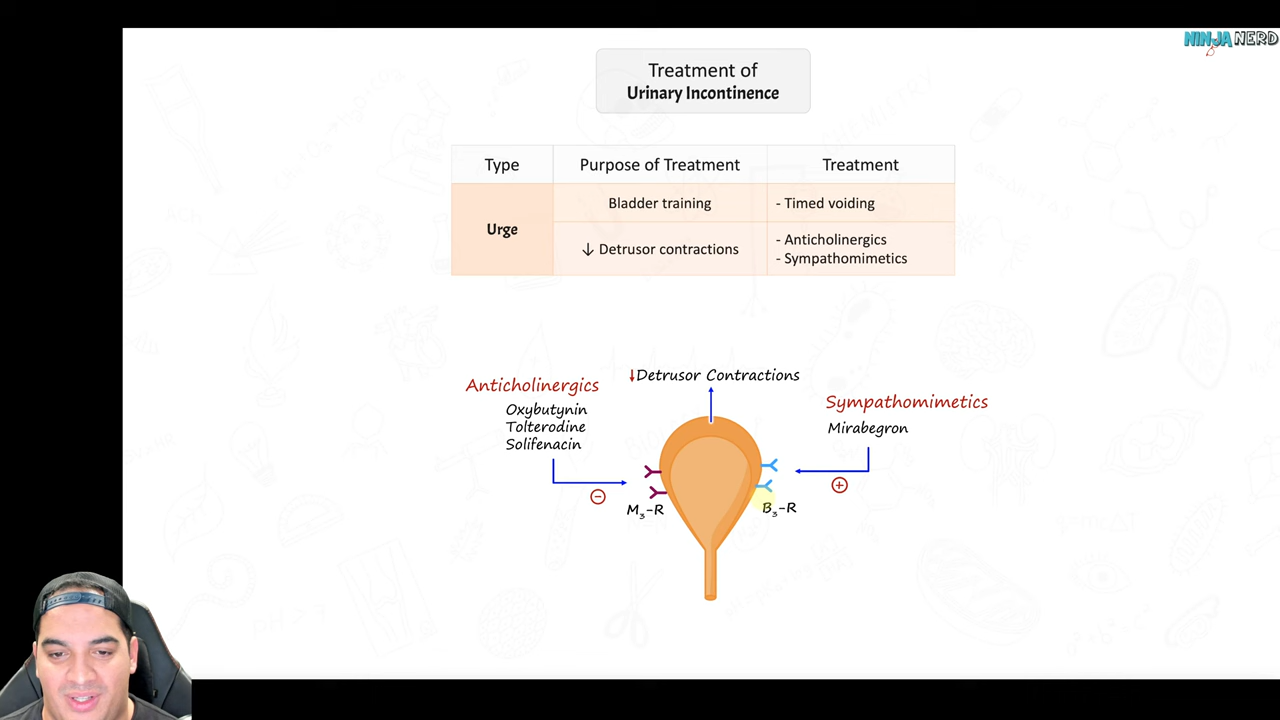 NINJA NERD
Treatment of
Urinary Incontinence
Type
Purpose of Treatment
Treatment
Urge
Bladder training
- Timed voiding
↓ Detrusor contractions
- Anticholinergics
- Sympathomimetics
Anticholinergics
Oxybutynin
Tolterodine
Solifenacin
↓Detrusor Contractions
Sympathomimetics
Mirabegron
−
+
M₃-R
B₃-R